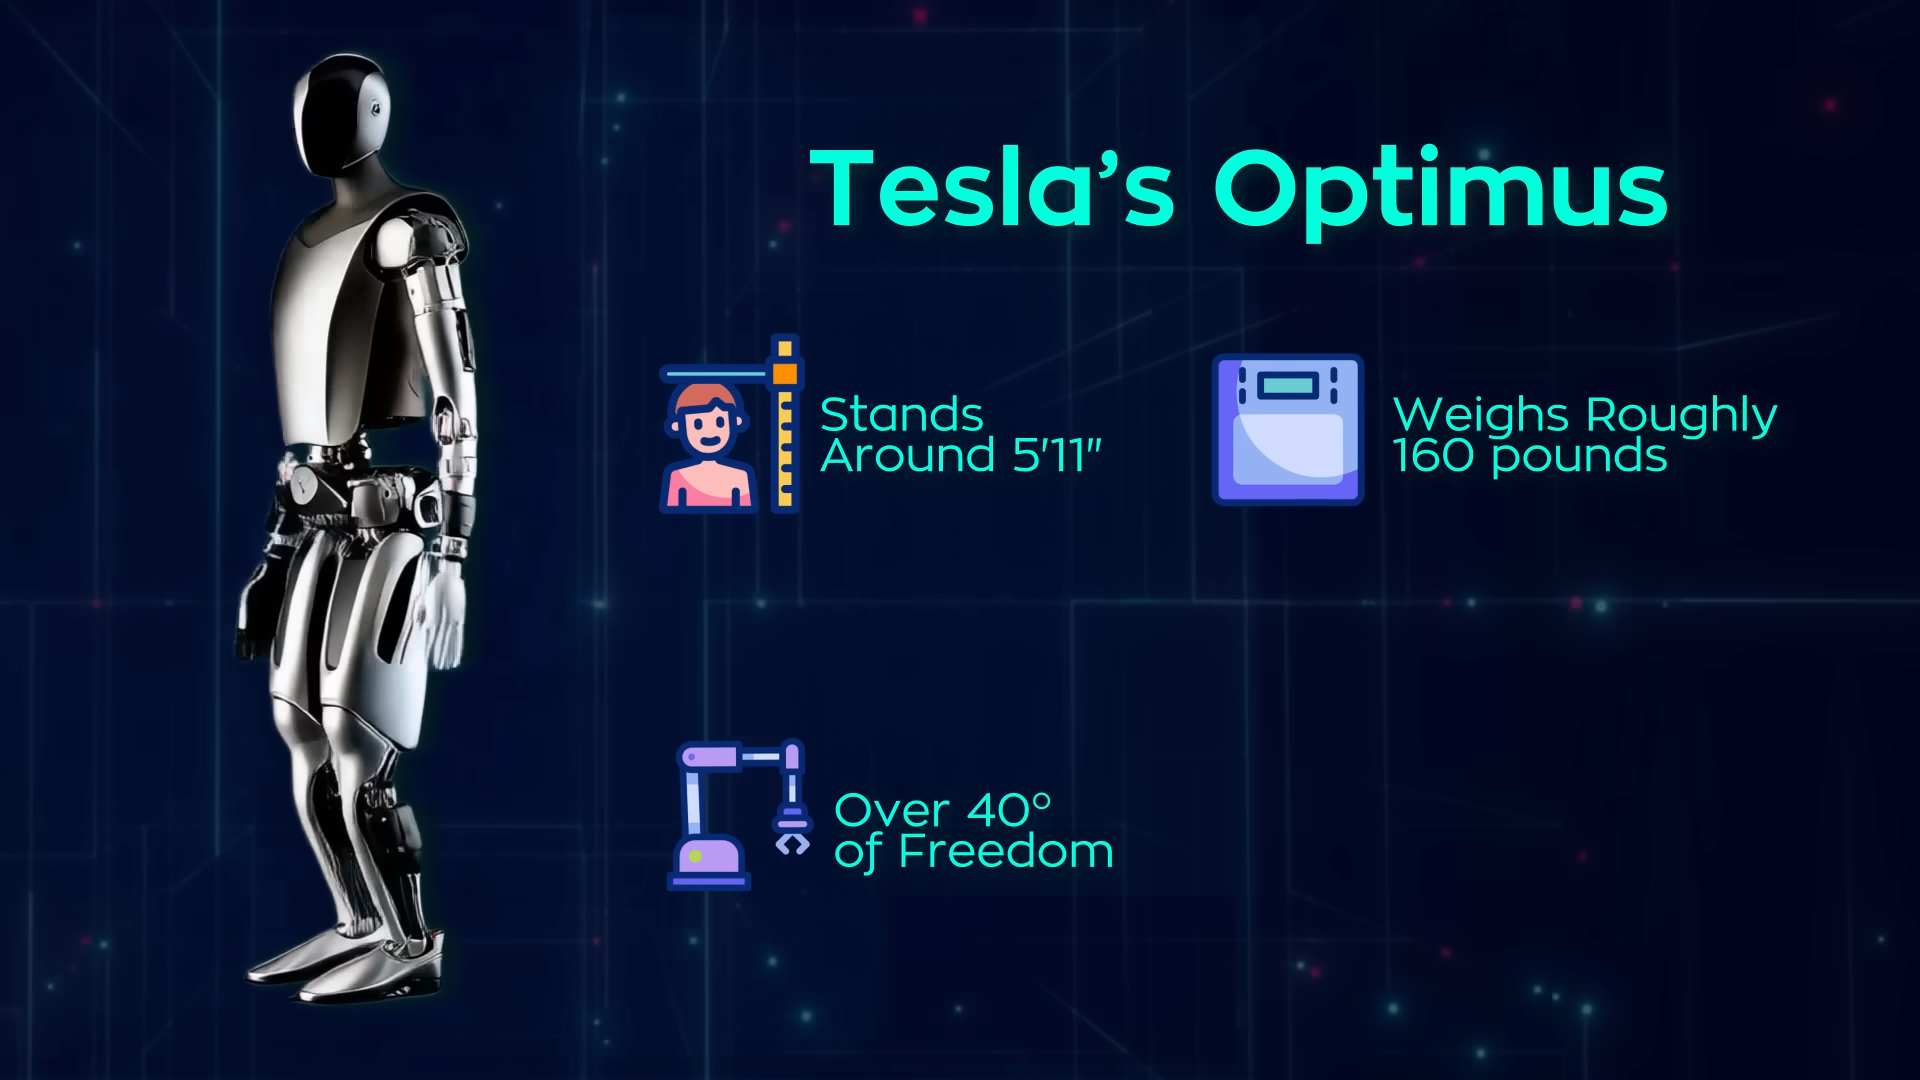 Tesla’s Optimus
Stands
Around 5'11"
Weighs Roughly
160 pounds
Over 40°
of Freedom